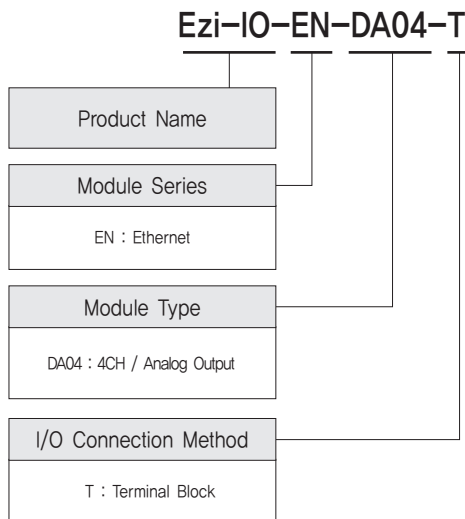 Ezi-IO-EN-DA04-T
Product Name
Module Series
EN : Ethernet
Module Type
DA04 : 4CH / Analog Output
I/O Connection Method
T : Terminal Block